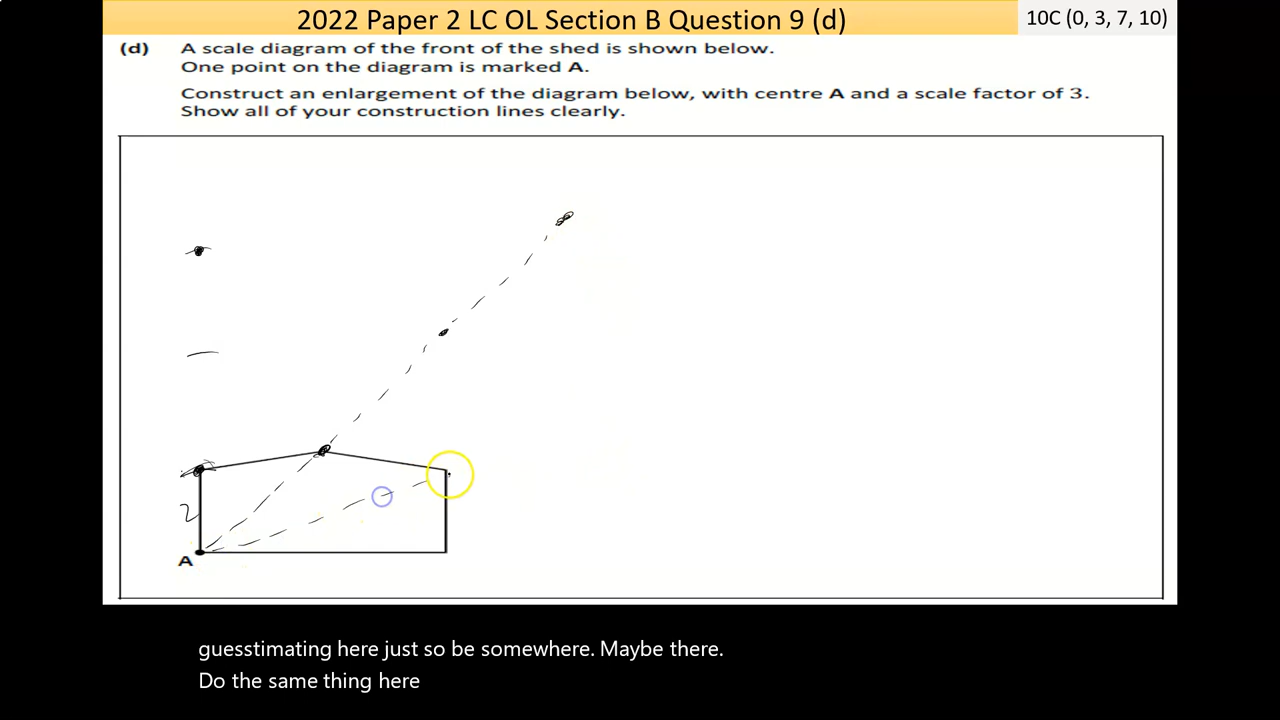 2022 Paper 2 LC OL Section B Question 9 (d)
10C (0, 3, 7, 10)
(d) A scale diagram of the front of the shed is shown below.
One point on the diagram is marked A.
Construct an enlargement of the diagram below, with centre A and a scale factor of 3.
Show all of your construction lines clearly.
2
A
guesstimating here just so be somewhere. Maybe there.
Do the same thing here